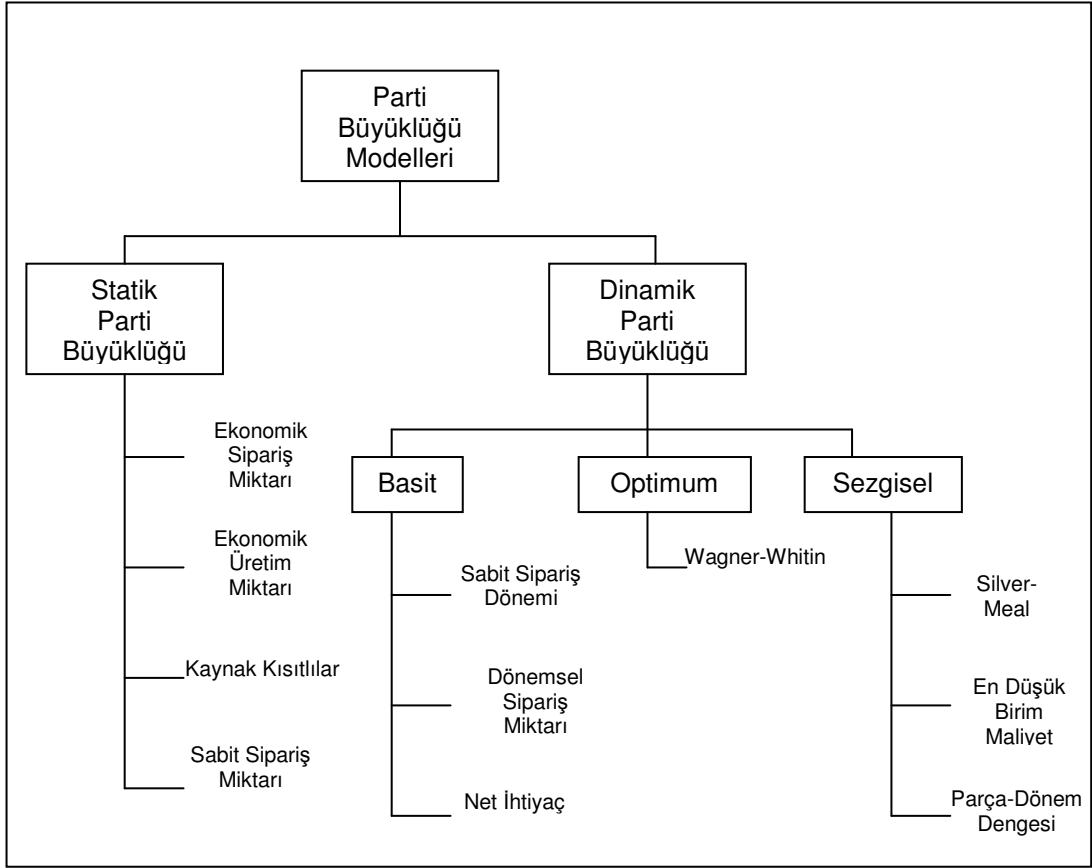 Parti
Büyüklüğü
Modelleri
Statik
Parti
Büyüklüğü
Dinamik
Parti
Büyüklüğü
Ekonomik
Sipariş
Miktarı
Ekonomik
Üretim
Miktarı
Kaynak Kısıtlılar
Sabit Sipariş
Miktarı
Basit
Optimum
Sezgisel
Sabit Sipariş
Dönemi
Dönemsel
Sipariş
Miktarı
Net İhtiyaç
Wagner-Whitin
Silver-
Meal
En Düşük
Birim
Maliyet
Parça-Dönem
Dengesi